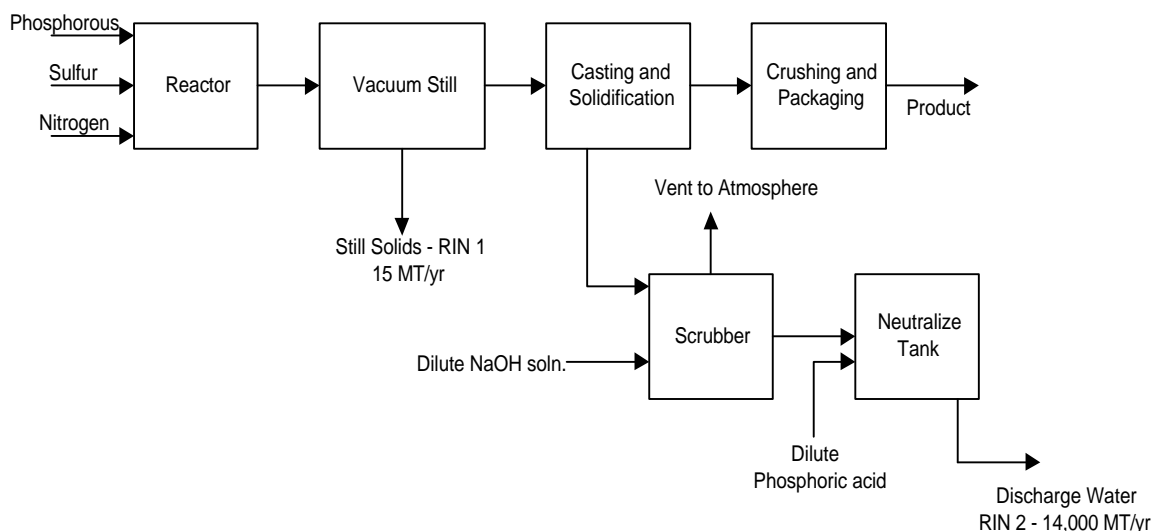 Phosphorous
Sulfur
Nitrogen
Reactor
Vacuum Still
Casting and
Solidification
Crushing and
Packaging
Product
Still Solids - RIN 1
15 MT/yr
Vent to Atmosphere
Dilute NaOH soln.
Scrubber
Neutralize
Tank
Dilute
Phosphoric acid
Discharge Water
RIN 2 - 14,000 MT/yr